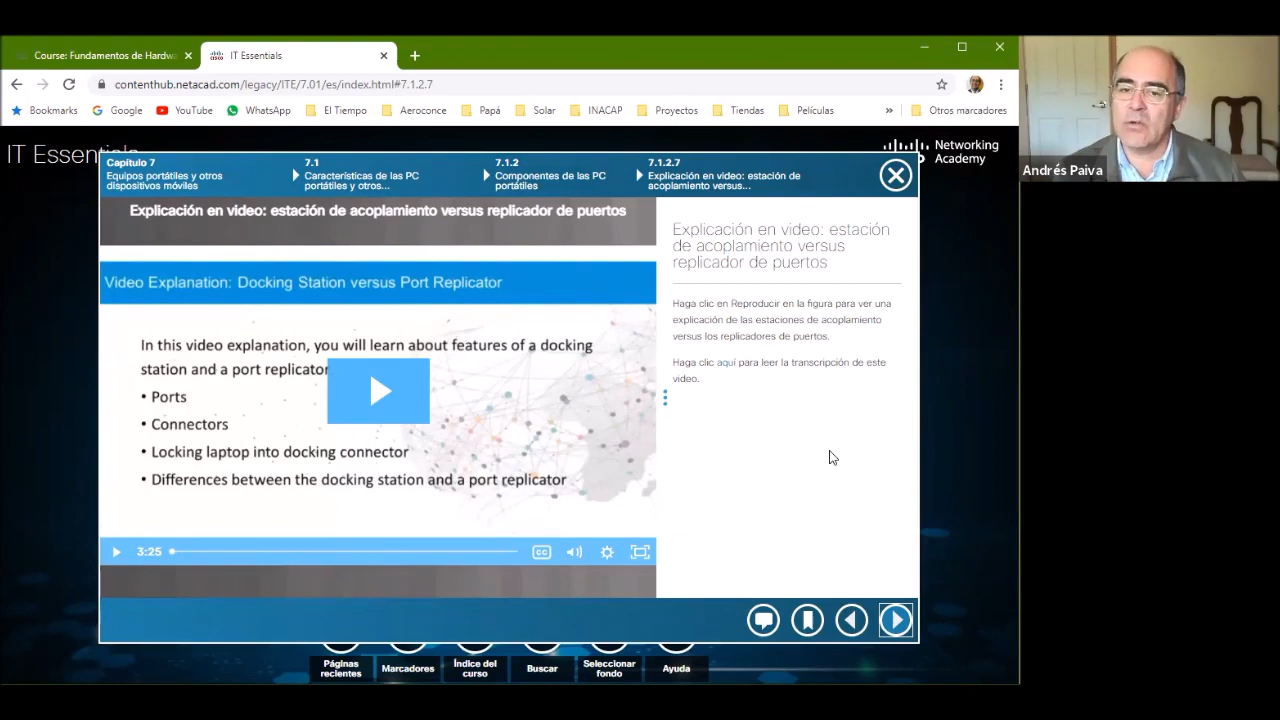 Course: Fundamentos de Hardwa
IT Essentials
contenthub.netacad.com/legacy/ITE/7.01/es/index.html#7.1.2.7
Bookmarks
Google
YouTube
WhatsApp
El Tiempo
Aeroconce
Papá
Solar
INACAP
Proyectos
Tiendas
Películas
»
Otros marcadores
IT Essentials
Networking
Academy
Andrés Paiva
Capítulo 7
Equipos portátiles y otros
dispositivos móviles
7.1
Características de las PC
portátiles y otros...
7.1.2
Componentes de las PC
portátiles
7.1.2.7
Explicación en video: estación de
acoplamiento versus...
Explicación en video: estación de acoplamiento versus replicador de puertos
Video Explanation: Docking Station versus Port Replicator
In this video explanation, you will learn about features of a docking
station and a port replicator
• Ports
• Connectors
• Locking laptop into docking connector
• Differences between the docking station and a port replicator
3:25
CC
Explicación en video: estación
de acoplamiento versus
replicador de puertos
Haga clic en Reproducir en la figura para ver una
explicación de las estaciones de acoplamiento
versus los replicadores de puertos.
Haga clic aquí para leer la transcripción de este
video.
Páginas
recientes
Marcadores
Índice del
curso
Buscar
Seleccionar
fondo
Ayuda